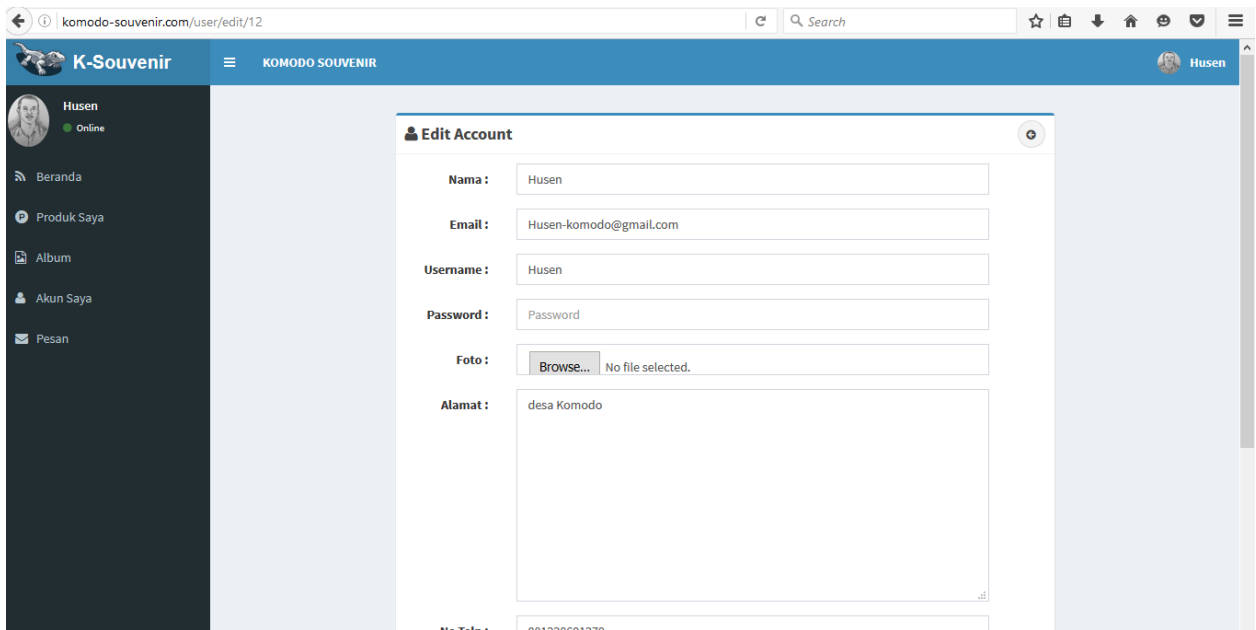 komodo-souvenir.com/user/edit/12
Search
K-Souvenir
KOMODO SOUVENIR
Husen
Husen
Online
Beranda
Produk Saya
Album
Akun Saya
Pesan
Edit Account
Nama : Husen
Email : Husen-komodo@gmail.com
Username : Husen
Password : Password
Foto : Browse... No file selected.
Alamat : desa Komodo